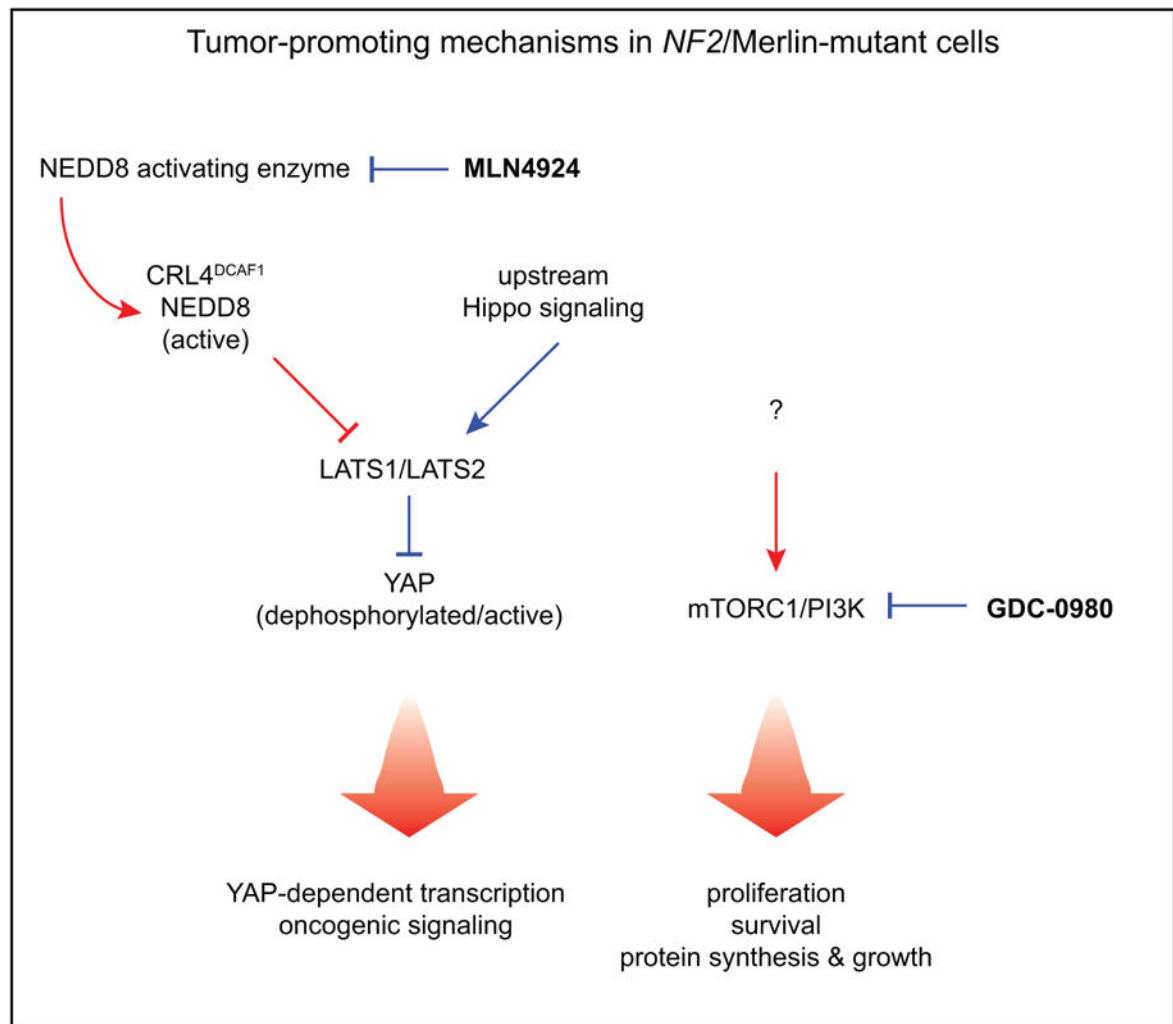 Tumor-promoting mechanisms in NF2/Merlin-mutant cells
NEDD8 activating enzyme
MLN4924
CRL4DCAF1
NEDD8
(active)
upstream
Hippo signaling
?
LATS1/LATS2
YAP
(dephosphorylated/active)
mTORC1/PI3K
GDC-0980
YAP-dependent transcription
oncogenic signaling
proliferation
survival
protein synthesis & growth